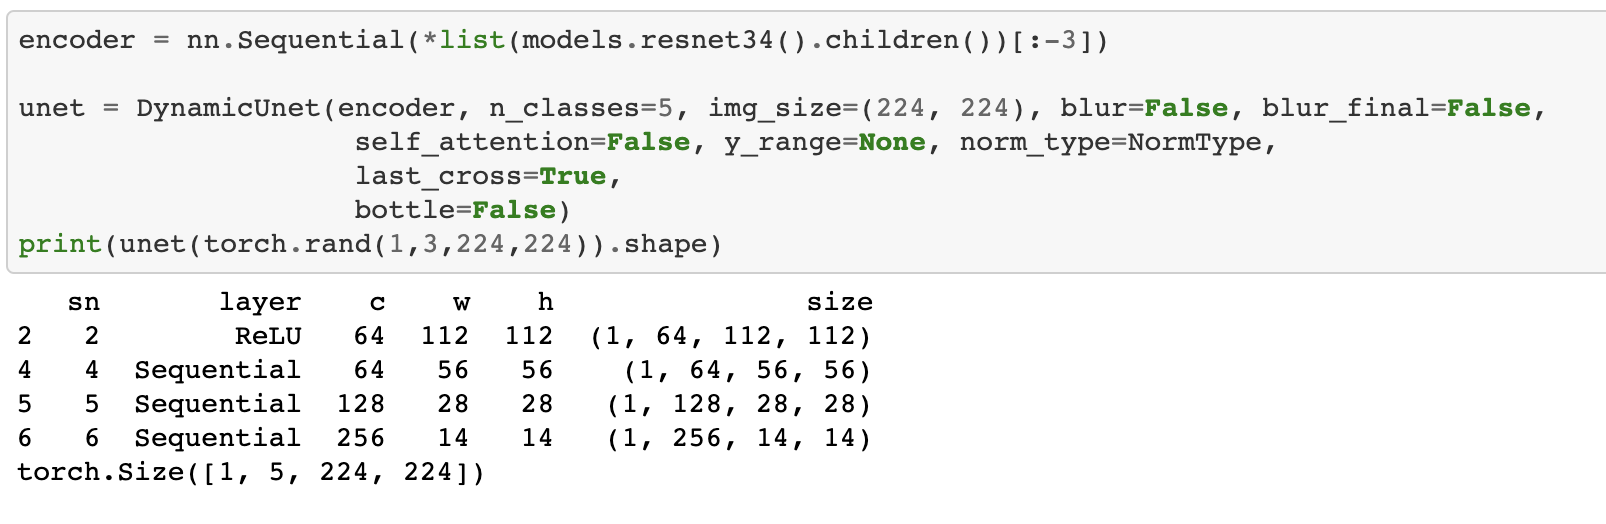 encoder = nn.Sequential(*list(models.resnet34().children())[:-3])
unet = DynamicUnet(encoder, n_classes=5, img_size=(224, 224), blur=False, blur_final=False,
self_attention=False, y_range=None, norm_type=NormType,
last_cross=True,
bottle=False)
print(unet(torch.rand(1,3,224,224)).shape)
sn layer c w h size
2 2 ReLU 64 112 112 (1, 64, 112, 112)
4 4 Sequential 64 56 56 (1, 64, 56, 56)
5 5 Sequential 128 28 28 (1, 128, 28, 28)
6 6 Sequential 256 14 14 (1, 256, 14, 14)
torch.Size([1, 5, 224, 224])